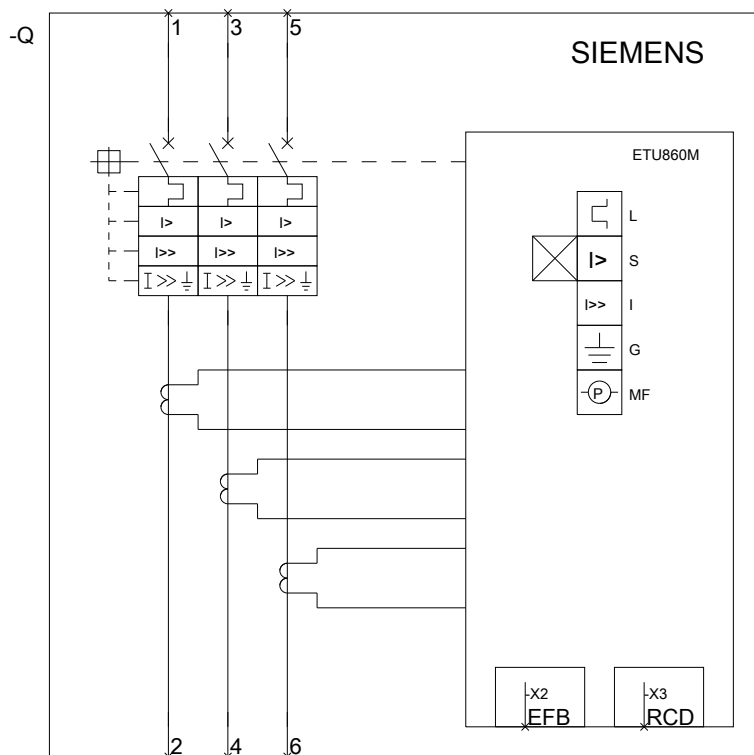 -Q
1 3 5
SIEMENS
ETU860M
L
I> I> I>
I> S
I>> I>> I>>
I>>> I>>> I>>>
I>> I
G
P MF
-X2 -X3
EFB RCD
2 4 6